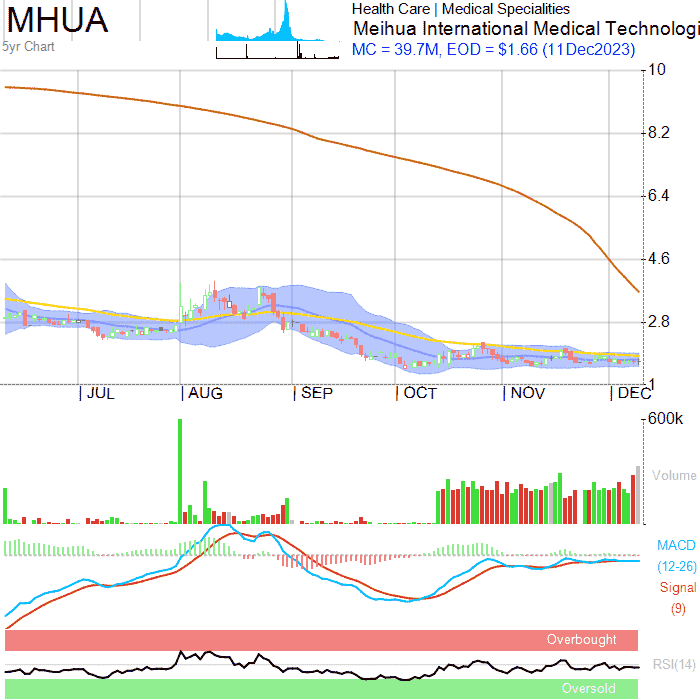 MHUA
5yr Chart
Health Care | Medical Specialities
Meihua International Medical Technologi
MC = 39.7M, EOD = $1.66 (11Dec2023)
10
8.2
6.4
4.6
2.8
1
JUL AUG SEP OCT NOV DEC
600k
Volume
MACD
(12-26)
Signal
(9)
Overbought
RSI(14)
Oversold